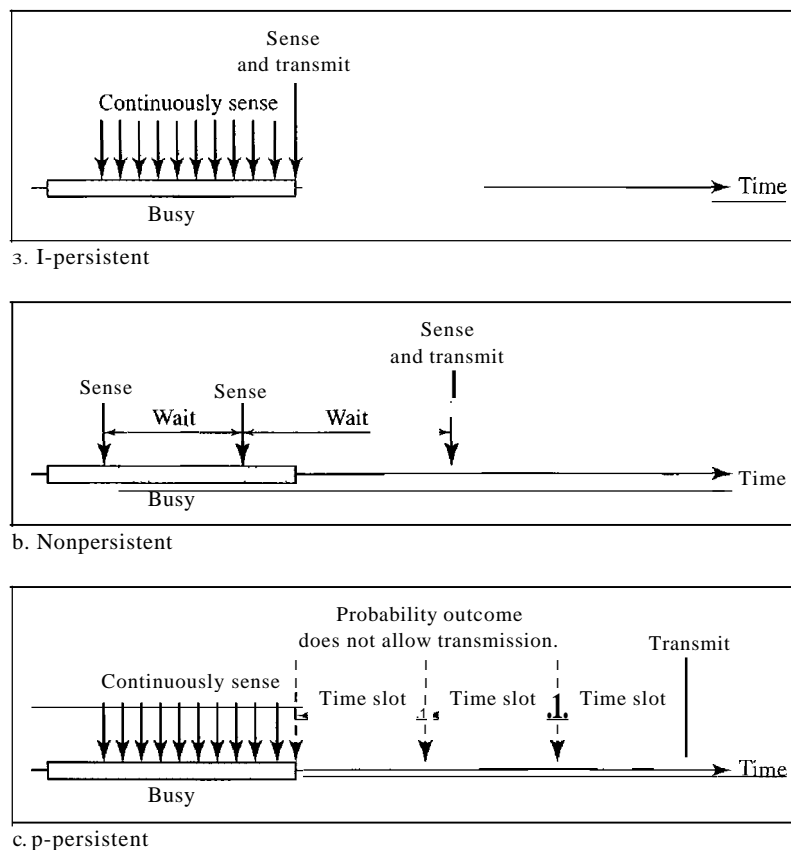 Sense
and transmit
Continuously sense
Busy
Time
3. I-persistent
Sense
and transmit
Sense
Sense
Wait
Wait
Busy
Time
b. Nonpersistent
Probability outcome
does not allow transmission.
Transmit
Continuously sense
Time slot
Time slot
.1.
Time slot
Busy
Time
c. p-persistent